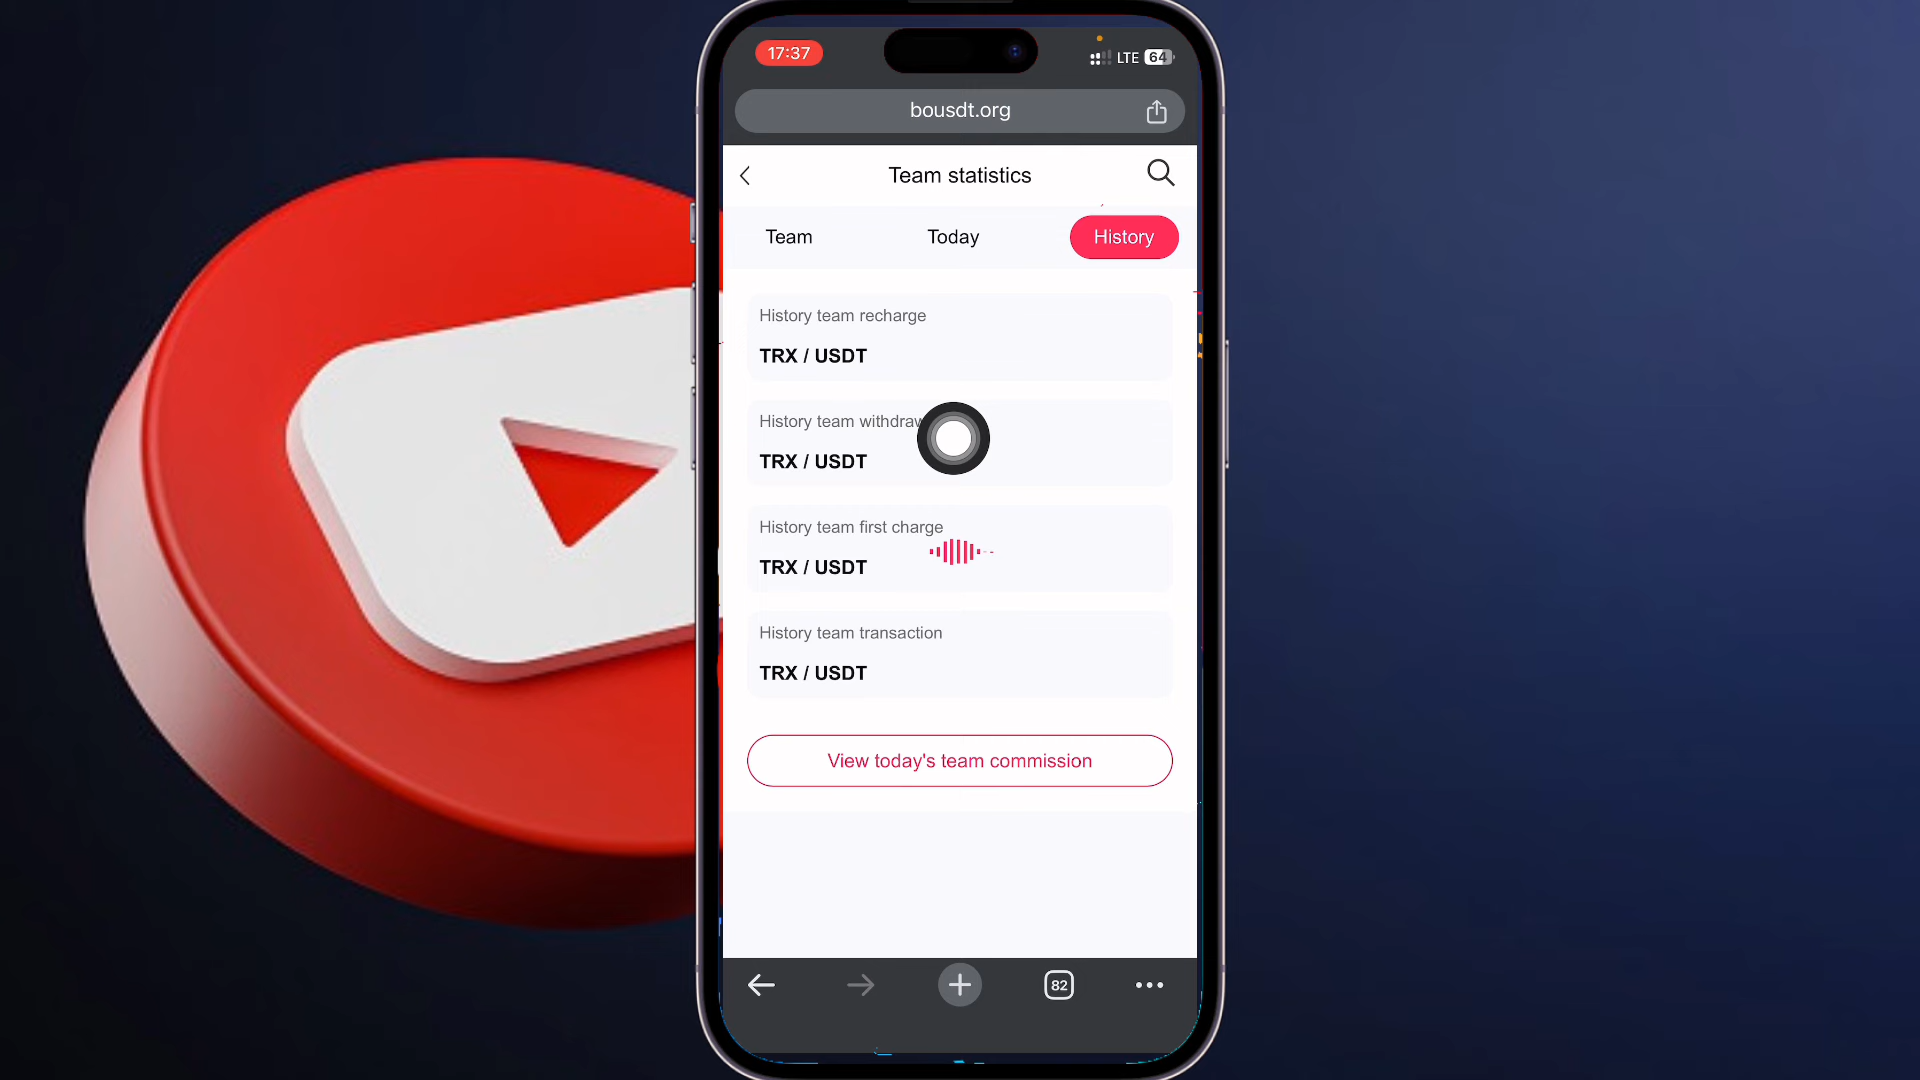 17:37
LTE 64
bousdt.org
Team statistics
Team Today History
History team recharge
TRX / USDT
History team withdraw
TRX / USDT
History team first charge
TRX / USDT
History team transaction
TRX / USDT
View today's team commission
82